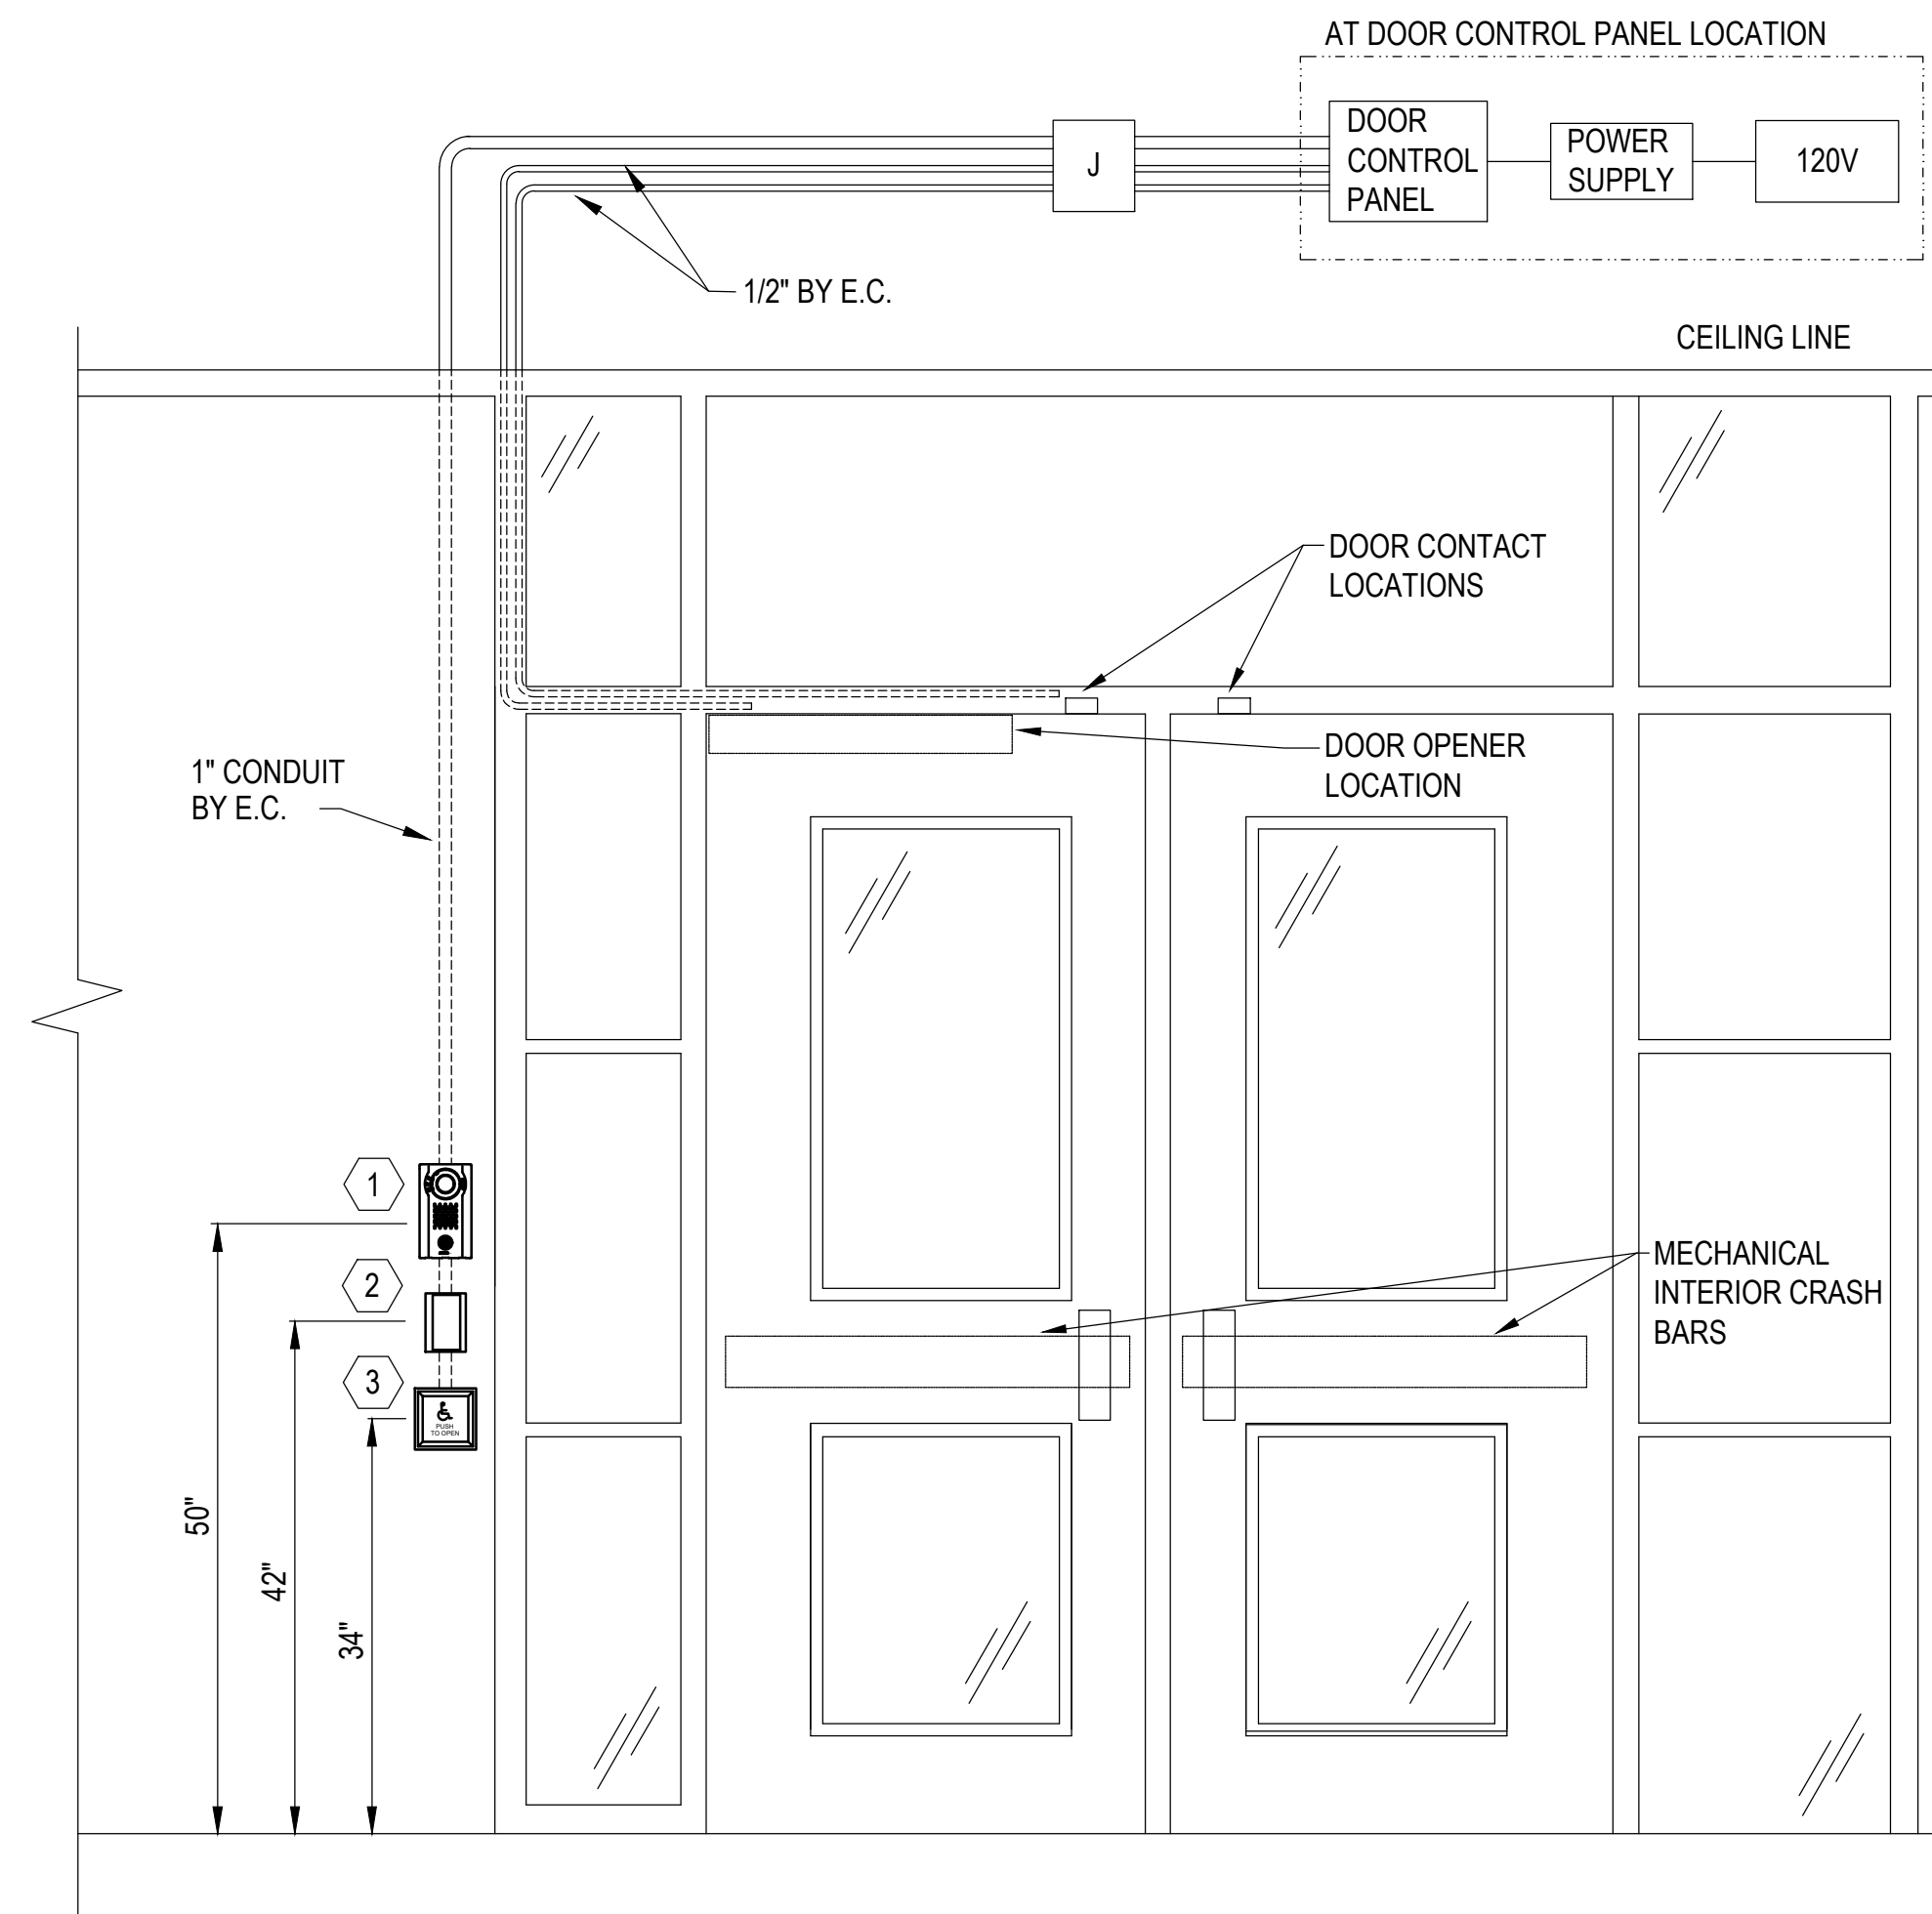 AT DOOR CONTROL PANEL LOCATION
DOOR
CONTROL
PANEL
POWER
SUPPLY
120V
J
1/2" BY E.C.
CEILING LINE
DOOR CONTACT
LOCATIONS
DOOR OPENER
LOCATION
1" CONDUIT
BY E.C.
1
2
3
PUSH
TO OPEN
MECHANICAL
INTERIOR CRASH
BARS
50"
42"
34"